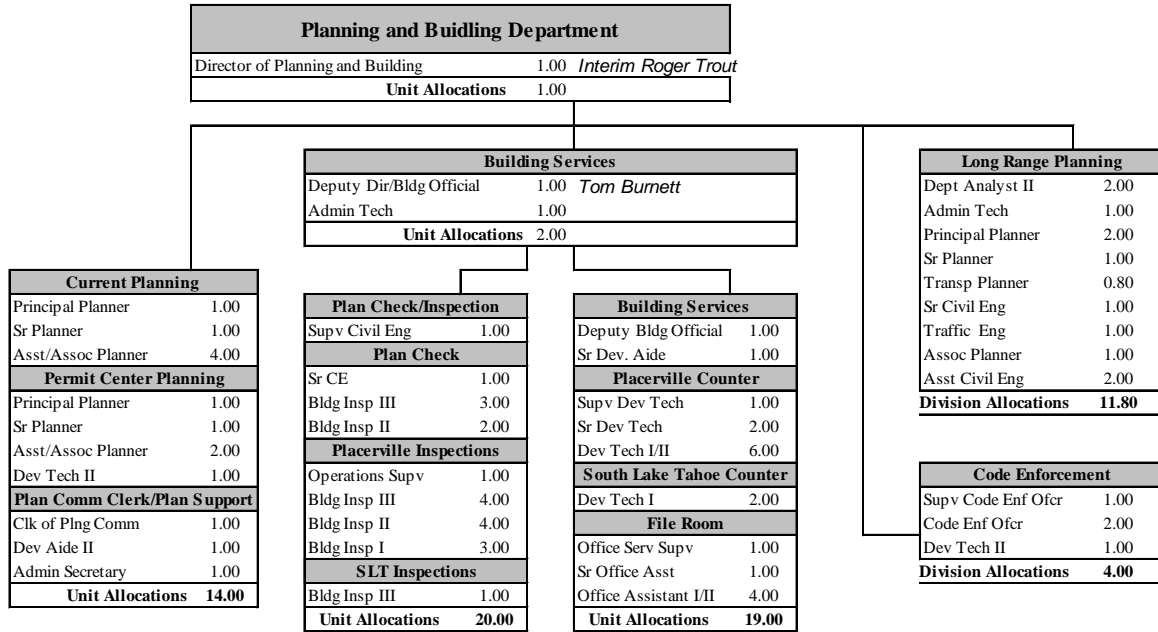 Planning and Buidling Department
Director of Planning and Building 1.00 Interim Roger Trout
Unit Allocations 1.00
Building Services
Deputy Dir/Bldg Official 1.00 Tom Burnett
Admin Tech 1.00
Unit Allocations 2.00
Long Range Planning
Dept Analyst II 2.00
Admin Tech 1.00
Principal Planner 2.00
Sr Planner 1.00
Transp Planner 0.80
Sr Civil Eng 1.00
Traffic Eng 1.00
Assoc Planner 1.00
Asst Civil Eng 2.00
Division Allocations 11.80
Current Planning
Principal Planner 1.00
Sr Planner 1.00
Asst/Assoc Planner 4.00
Permit Center Planning
Principal Planner 1.00
Sr Planner 1.00
Asst/Assoc Planner 2.00
Dev Tech II 1.00
Plan Comm Clerk/Plan Support
Clk of Plng Comm 1.00
Dev Aide II 1.00
Admin Secretary 1.00
Unit Allocations 14.00
Plan Check/Inspection
Supv Civil Eng 1.00
Plan Check
Sr CE 1.00
Bldg Insp III 3.00
Bldg Insp II 2.00
Placerville Inspections
Operations Supv 1.00
Bldg Insp III 4.00
Bldg Insp II 4.00
Bldg Insp I 3.00
SLT Inspections
Bldg Insp III 1.00
Unit Allocations 20.00
Building Services
Deputy Bldg Official 1.00
Sr Dev. Aide 1.00
Placerville Counter
Supv Dev Tech 1.00
Sr Dev Tech 2.00
Dev Tech I/II 6.00
South Lake Tahoe Counter
Dev Tech I 2.00
File Room
Office Serv Supv 1.00
Sr Office Asst 1.00
Office Assistant I/II 4.00
Unit Allocations 19.00
Code Enforcement
Supv Code Enf Ofcr 1.00
Code Enf Ofcr 2.00
Dev Tech II 1.00
Division Allocations 4.00